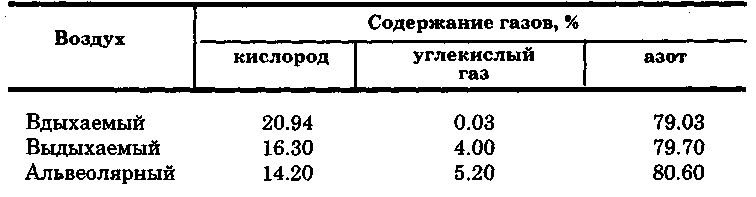 Воздух
Содержание газов, %
кислород
углекислый
газ
азот
Вдыхаемый 20.94 0.03 79.03
Выдыхаемый 16.30 4.00 79.70
Альвеолярный 14.20 5.20 80.60